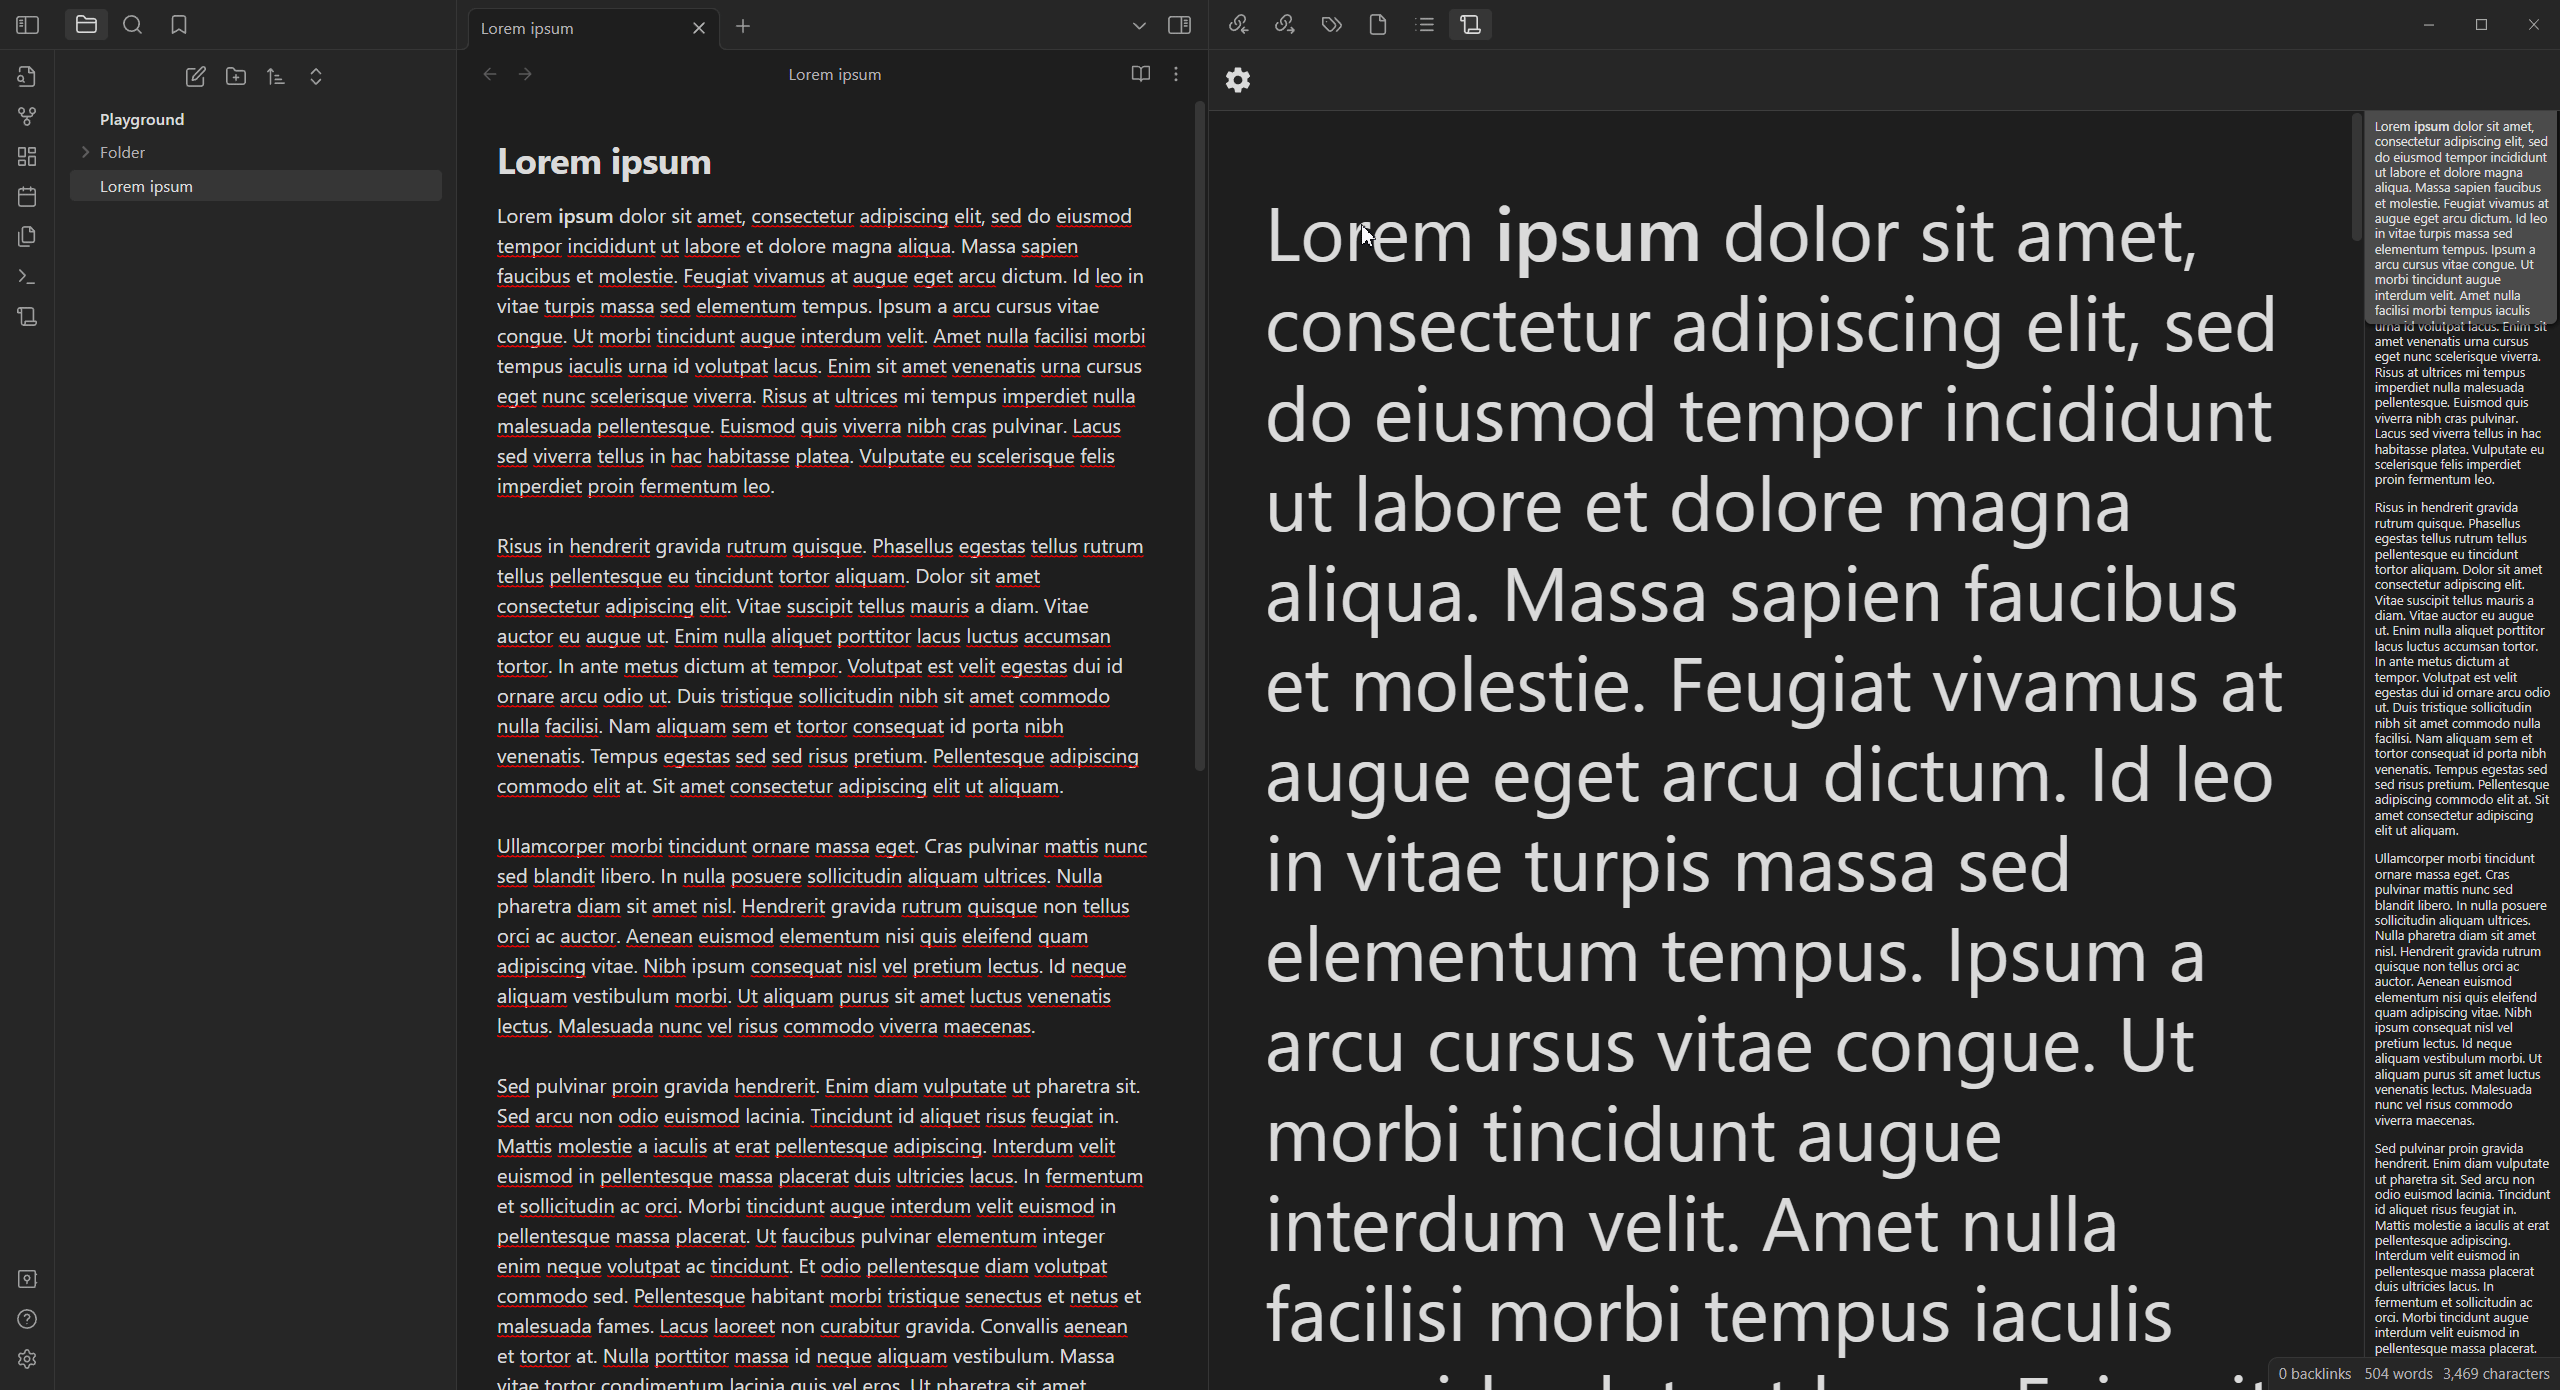 Lorem ipsum
Lorem ipsum
Playground
Folder
Lorem ipsum
Lorem ipsum
Lorem ipsum dolor sit amet, consectetur adipiscing elit, sed do eiusmod
tempor incididunt ut labore et dolore magna aliqua. Massa sapien
faucibus et molestie. Feugiat vivamus at augue eget arcu dictum. Id leo in
vitae turpis massa sed elementum tempus. Ipsum a arcu cursus vitae
congue. Ut morbi tincidunt augue interdum velit. Amet nulla facilisi morbi
tempus iaculis urna id volutpat lacus. Enim sit amet venenatis urna cursus
eget nunc scelerisque viverra. Risus at ultrices mi tempus imperdiet nulla
malesuada pellentesque. Euismod quis viverra nibh cras pulvinar. Lacus
sed viverra tellus in hac habitasse platea. Vulputate eu scelerisque felis
imperdiet proin fermentum leo.
Risus in hendrerit gravida rutrum quisque. Phasellus egestas tellus rutrum
tellus pellentesque eu tincidunt tortor aliquam. Dolor sit amet
consectetur adipiscing elit. Vitae suscipit tellus mauris a diam. Vitae
auctor eu augue ut. Enim nulla aliquet porttitor lacus luctus accumsan
tortor. In ante metus dictum at tempor. Volutpat est velit egestas dui id
ornare arcu odio ut. Duis tristique sollicitudin nibh sit amet commodo
nulla facilisi. Nam aliquam sem et tortor consequat id porta nibh
venenatis. Tempus egestas sed sed risus pretium. Pellentesque adipiscing
commodo elit at. Sit amet consectetur adipiscing elit ut aliquam.
Ullamcorper morbi tincidunt ornare massa eget. Cras pulvinar mattis nunc
sed blandit libero. In nulla posuere sollicitudin aliquam ultrices. Nulla
pharetra diam sit amet nisl. Hendrerit gravida rutrum quisque non tellus
orci ac auctor. Aenean euismod elementum nisi quis eleifend quam
adipiscing vitae. Nibh ipsum consequat nisl vel pretium lectus. Id neque
aliquam vestibulum morbi. Ut aliquam purus sit amet luctus venenatis
lectus. Malesuada nunc vel risus commodo viverra maecenas.
Sed pulvinar proin gravida hendrerit. Enim diam vulputate ut pharetra sit.
Sed arcu non odio euismod lacinia. Tincidunt id aliquet risus feugiat in.
Mattis molestie a iaculis at erat pellentesque adipiscing. Interdum velit
euismod in pellentesque massa placerat duis ultricies lacus. In fermentum
et sollicitudin ac orci. Morbi tincidunt augue interdum velit euismod in
pellentesque massa placerat. Ut faucibus pulvinar elementum integer
enim neque volutpat ac tincidunt. Et odio pellentesque diam volutpat
commodo sed. Pellentesque habitant morbi tristique senectus et netus et
malesuada fames. Lacus laoreet non curabitur gravida. Convallis aenean
et tortor at. Nulla porttitor massa id neque aliquam vestibulum. Massa
vitae tortor condimentum lacinia quis vel eros. Ut pharetra sit amet
Lorem ipsum dolor sit amet,
consectetur adipiscing elit, sed
do eiusmod tempor incididunt
ut labore et dolore magna
aliqua. Massa sapien faucibus
et molestie. Feugiat vivamus at
augue eget arcu dictum. Id leo
in vitae turpis massa sed
elementum tempus. Ipsum a
arcu cursus vitae congue. Ut
morbi tincidunt augue
interdum velit. Amet nulla
facilisi morbi tempus iaculis
Lorem ipsum dolor sit amet,
consectetur adipiscing elit, sed
do eiusmod tempor incididunt
ut labore et dolore magna
aliqua. Massa sapien faucibus
et molestie. Feugiat vivamus at
augue eget arcu dictum. Id leo
in vitae turpis massa sed
elementum tempus. Ipsum a
arcu cursus vitae congue. Ut
morbi tincidunt augue
interdum velit. Amet nulla
facilisi morbi tempus iaculis
urna id volutpat lacus. Enim sit
amet venenatis urna cursus
eget nunc scelerisque viverra.
Risus at ultrices mi tempus
imperdiet nulla malesuada
pellentesque. Euismod quis
viverra nibh cras pulvinar.
Lacus sed viverra tellus in hac
habitasse platea. Vulputate eu
scelerisque felis imperdiet
proin fermentum leo.
Risus in hendrerit gravida
rutrum quisque. Phasellus
egestas tellus rutrum tellus
pellentesque eu tincidunt
tortor aliquam. Dolor sit amet
consectetur adipiscing elit.
Vitae suscipit tellus mauris a
diam. Vitae auctor eu augue
ut. Enim nulla aliquet porttitor
lacus luctus accumsan tortor.
In ante metus dictum at
tempor. Volutpat est velit
egestas dui id ornare arcu odio
ut. Duis tristique sollicitudin
nibh sit amet commodo nulla
facilisi. Nam aliquam sem et
tortor consequat id porta nibh
venenatis. Tempus egestas sed
sed risus pretium. Pellentesque
adipiscing commodo elit at. Sit
amet consectetur adipiscing
elit ut aliquam.
Ullamcorper morbi tincidunt
ornare massa eget. Cras
pulvinar mattis nunc sed
blandit libero. In nulla posuere
sollicitudin aliquam ultrices.
Nulla pharetra diam sit amet
nisl. Hendrerit gravida rutrum
quisque non tellus orci ac
auctor. Aenean euismod
elementum nisi quis eleifend
quam adipiscing vitae. Nibh
ipsum consequat nisl vel
pretium lectus. Id neque
aliquam vestibulum morbi. Ut
aliquam purus sit amet luctus
venenatis lectus. Malesuada
nunc vel risus commodo
viverra maecenas.
Sed pulvinar proin gravida
hendrerit. Enim diam vulputate
ut pharetra sit. Sed arcu non
odio euismod lacinia. Tincidunt
id aliquet risus feugiat in.
Mattis molestie a iaculis at erat
pellentesque adipiscing.
Interdum velit euismod in
pellentesque massa placerat
duis ultricies lacus. In
fermentum et sollicitudin ac
orci. Morbi tincidunt augue
interdum velit euismod in
pellentesque massa placerat.
0 backlinks 504 words 3,469 characters